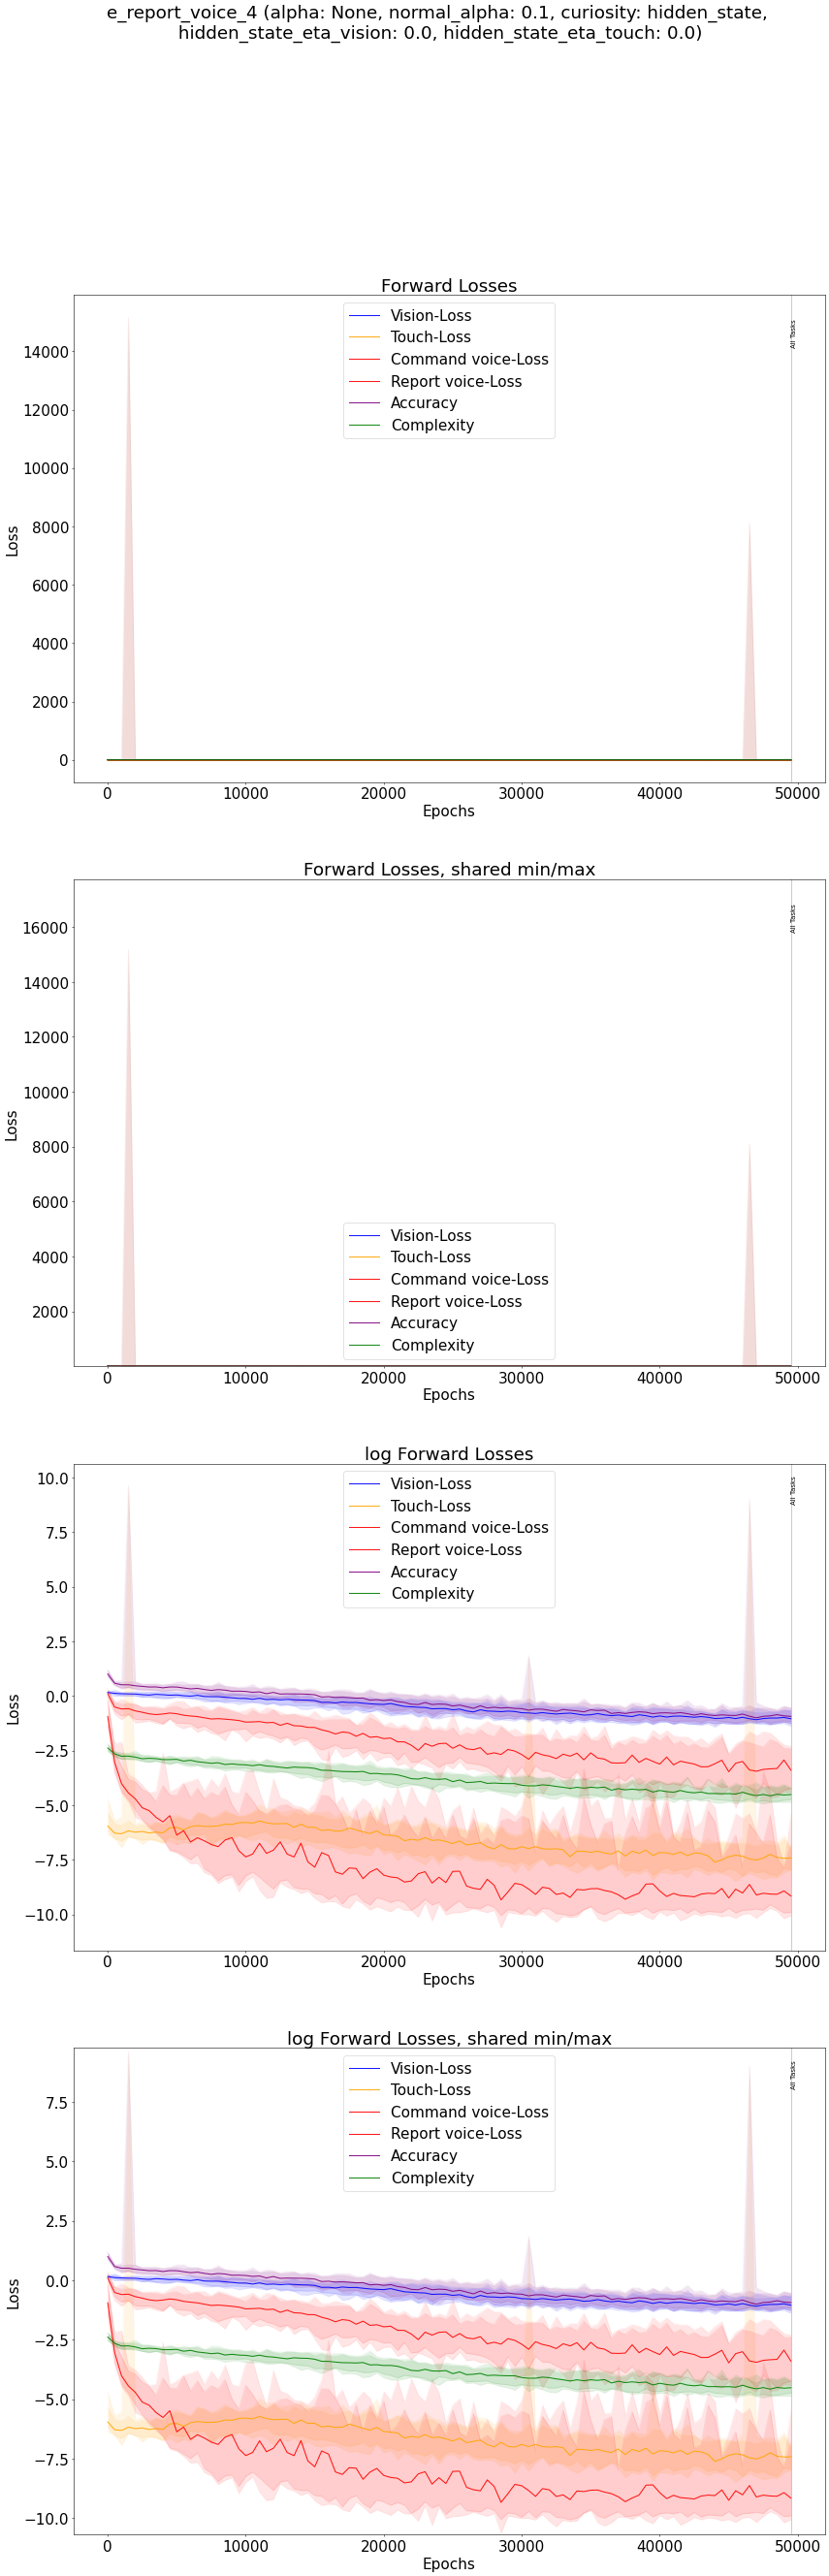 e_report_voice_4 (alpha: None, normal_alpha: 0.1, curiosity: hidden_state,
hidden_state_eta_vision: 0.0, hidden_state_eta_touch: 0.0)
Forward Losses
Vision-Loss
Touch-Loss
Command voice-Loss
Report voice-Loss
Accuracy
Complexity
All Tasks
14000
12000
10000
8000
6000
4000
2000
0
Loss
0 10000 20000 30000 40000 50000
Epochs
Forward Losses, shared min/max
All Tasks
16000
14000
12000
10000
8000
6000
4000
2000
Loss
Vision-Loss
Touch-Loss
Command voice-Loss
Report voice-Loss
Accuracy
Complexity
0 10000 20000 30000 40000 50000
Epochs
log Forward Losses
Vision-Loss
Touch-Loss
Command voice-Loss
Report voice-Loss
Accuracy
Complexity
All Tasks
10.0
7.5
5.0
2.5
0.0
−2.5
−5.0
−7.5
−10.0
Loss
0 10000 20000 30000 40000 50000
Epochs
log Forward Losses, shared min/max
Vision-Loss
Touch-Loss
Command voice-Loss
Report voice-Loss
Accuracy
Complexity
All Tasks
7.5
5.0
2.5
0.0
−2.5
−5.0
−7.5
−10.0
Loss
0 10000 20000 30000 40000 50000
Epochs